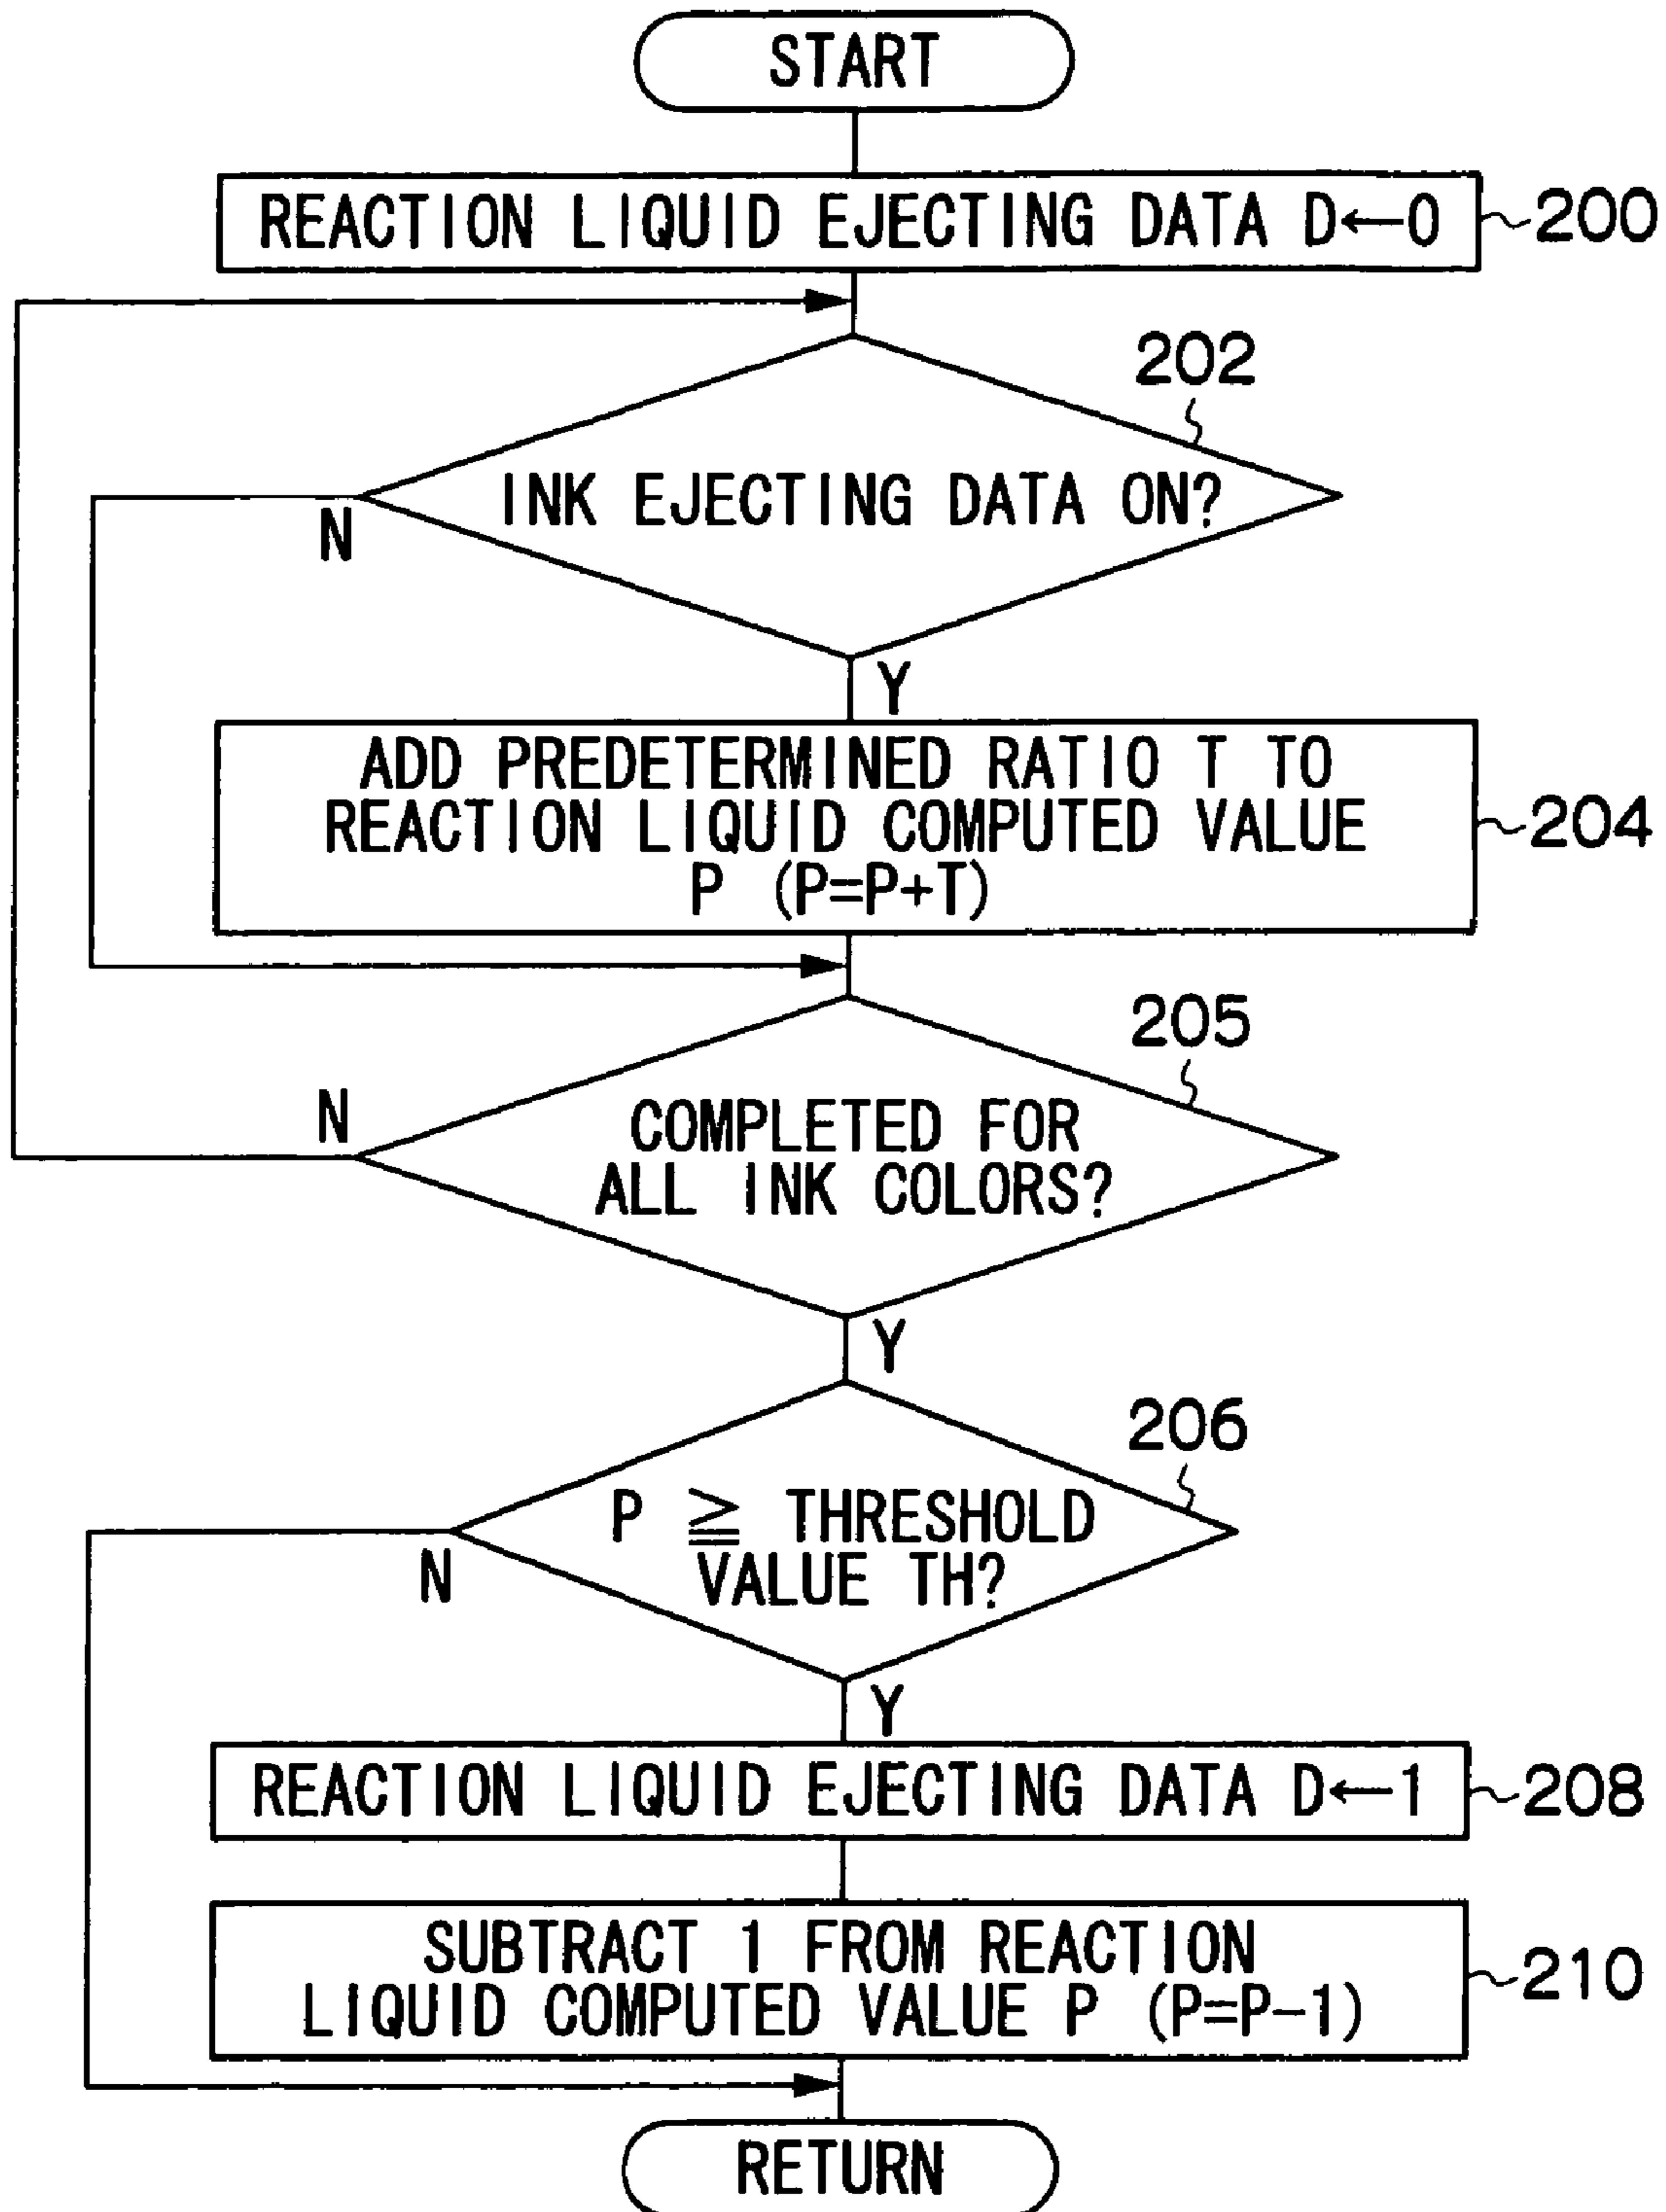 START
REACTION LIQUID EJECTING DATA D←0
200
202
INK EJECTING DATA ON?
N
Y
ADD PREDETERMINED RATIO T TO
REACTION LIQUID COMPUTED VALUE
P (P=P+T)
204
205
N
COMPLETED FOR
ALL INK COLORS?
Y
206
P ≧ THRESHOLD
VALUE TH?
N
Y
REACTION LIQUID EJECTING DATA D←1
208
SUBTRACT 1 FROM REACTION
LIQUID COMPUTED VALUE P (P=P-1)
210
RETURN